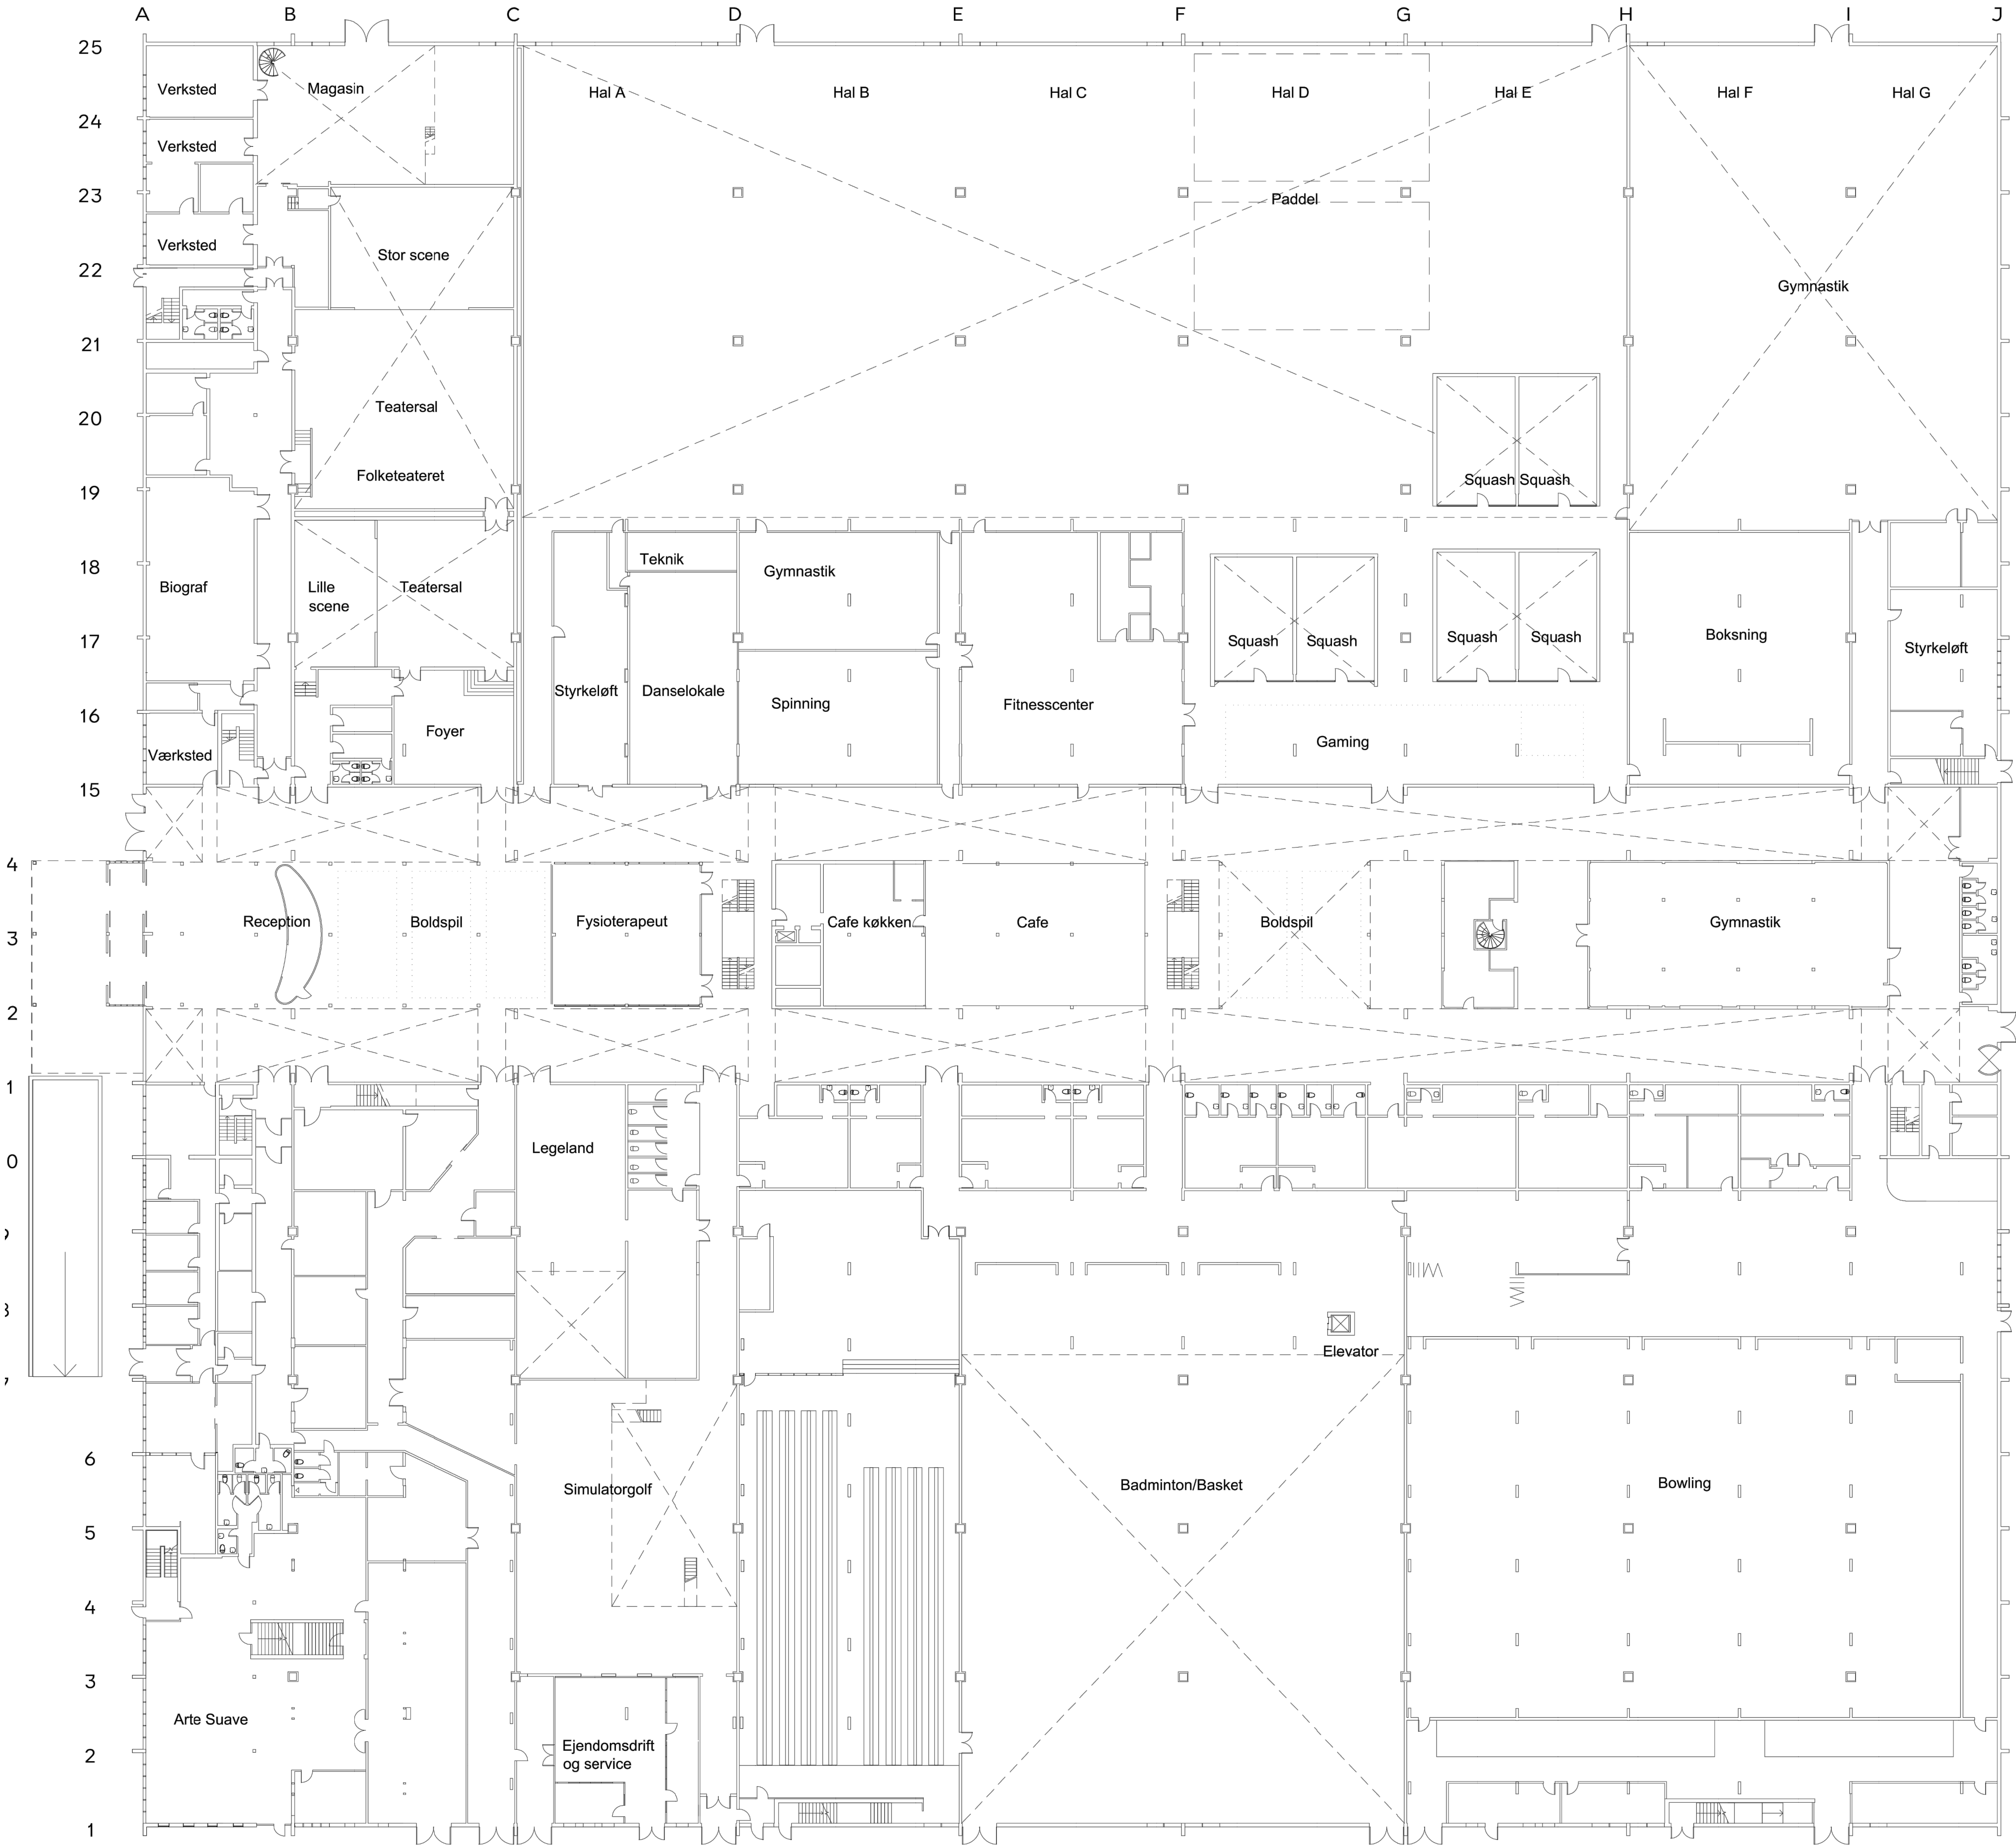 A B C D E F G H I J
25
Verksted Magasin Hal A Hal B Hal C Hal D Hal E Hal F Hal G
24
Verksted
23
Paddel
Verksted Stor scene
22
Gymnastik
21
Teatersal
20
Folketeateret Squash Squash
19
Teknik
18 Gymnastik
Biograf Lille scene Teatersal
17 Squash Squash Squash Squash Boksning
Styrkeløft
Styrkeløft Danselokale
16 Spinning Fitnesscenter
Foyer
Værksted Gaming
15
4
Reception Boldspil Fysioterapeut Cafe køkken Cafe Boldspil Gymnastik
3
2
1
Legeland
0
8
Elevator
6
Simulatorgolf Badminton/Basket Bowling
5
4
3
Arte Suave
2 Ejendomsdrift
og service
1